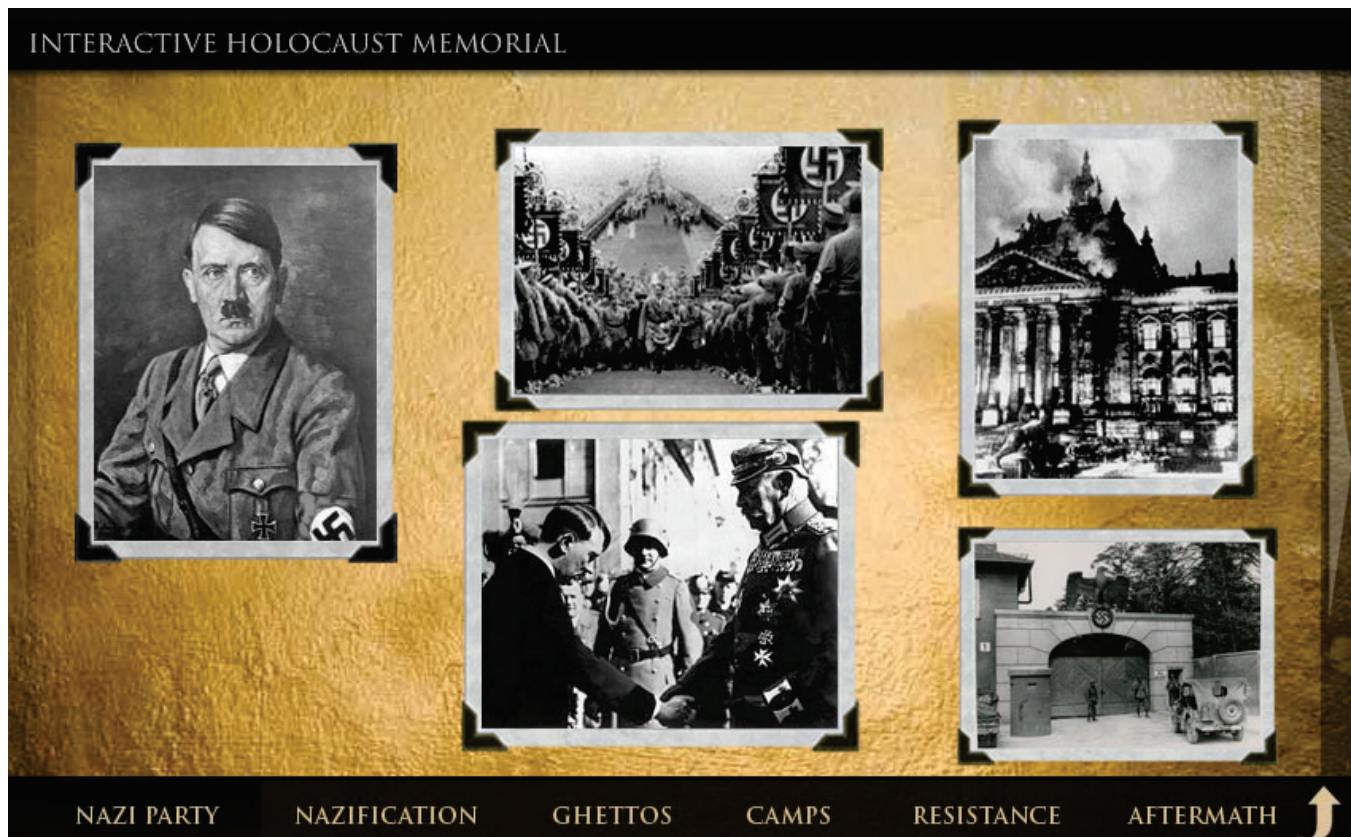 INTERACTIVE HOLOCAUST MEMORIAL
NAZI PARTY
NAZIFICATION
GHETTOS
CAMPS
RESISTANCE
AFTERMATH